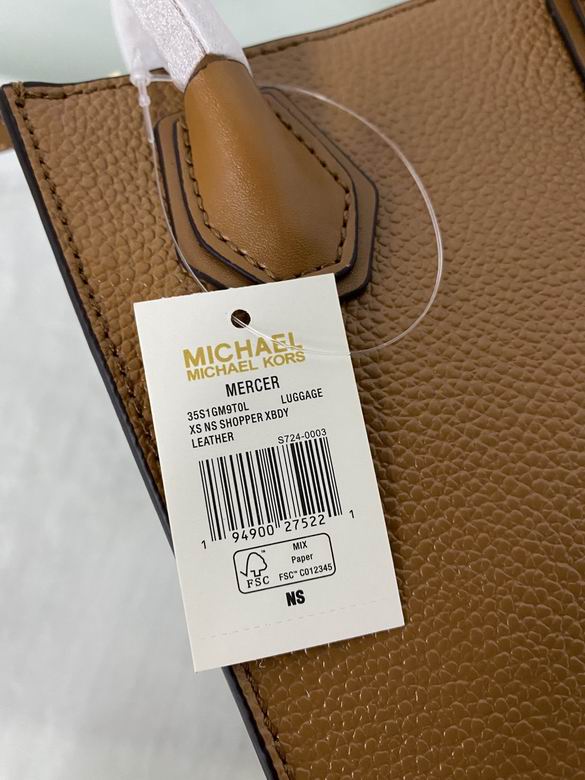 MICHAEL
MICHAEL KORS
MERCER
35S1GM9T0L LUGGAGE
XS NS SHOPPER XBDY
LEATHER
S724-0003
1 94900 27522 1
FSC™
MIX
Paper
FSC™ C012345
NS